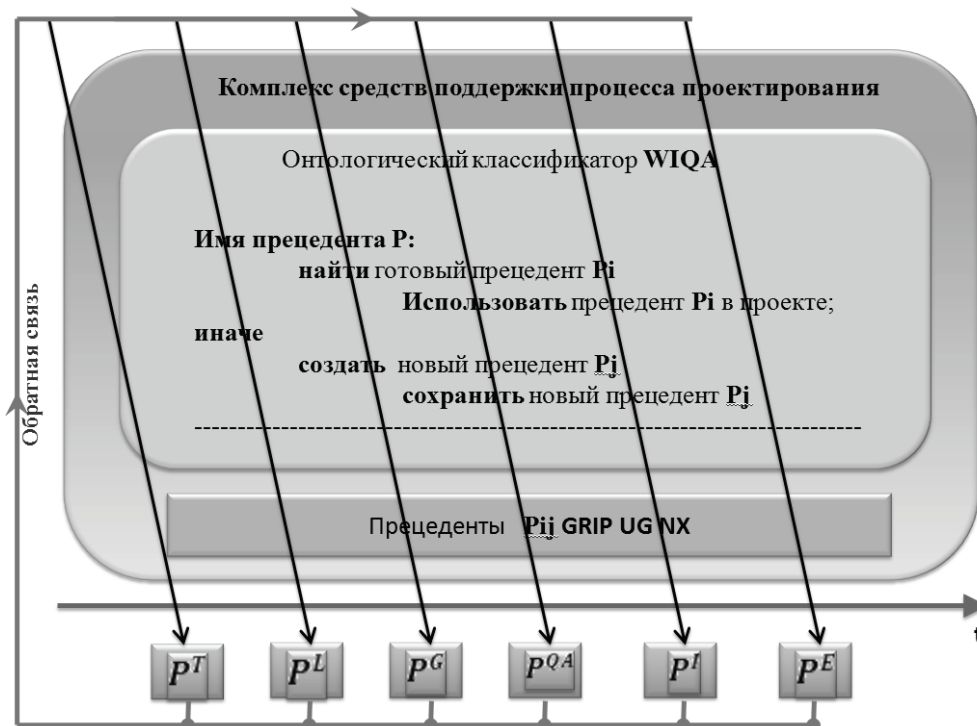 Комплекс средств поддержки процесса проектирования
Онтологический классификатор WIQA
Имя прецедента P:
найти готовый прецедент Pi
Использовать прецедент Pi в проекте;
иначе
создать новый прецедент Pj
сохранить новый прецедент Pj
--------------------------------------------------------------------
Прецеденты Pij GRIP UG NX
Обратная связь
t
P^T P^L P^G P^QA P^I P^E